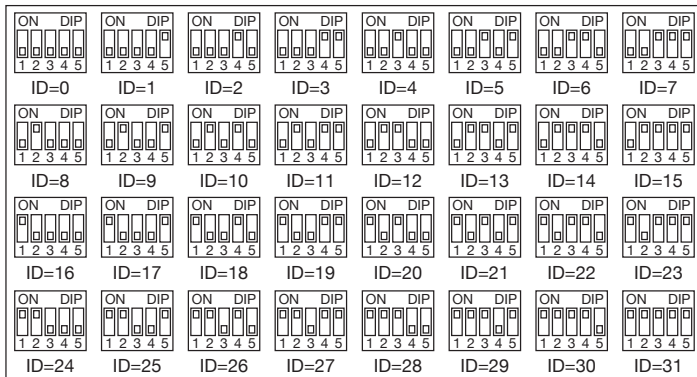 ON DIP ON DIP ON DIP ON DIP ON DIP ON DIP ON DIP ON DIP
1 2 3 4 5 1 2 3 4 5 1 2 3 4 5 1 2 3 4 5 1 2 3 4 5 1 2 3 4 5 1 2 3 4 5 1 2 3 4 5
ID=0 ID=1 ID=2 ID=3 ID=4 ID=5 ID=6 ID=7
ON DIP ON DIP ON DIP ON DIP ON DIP ON DIP ON DIP ON DIP
1 2 3 4 5 1 2 3 4 5 1 2 3 4 5 1 2 3 4 5 1 2 3 4 5 1 2 3 4 5 1 2 3 4 5 1 2 3 4 5
ID=8 ID=9 ID=10 ID=11 ID=12 ID=13 ID=14 ID=15
ON DIP ON DIP ON DIP ON DIP ON DIP ON DIP ON DIP ON DIP
1 2 3 4 5 1 2 3 4 5 1 2 3 4 5 1 2 3 4 5 1 2 3 4 5 1 2 3 4 5 1 2 3 4 5 1 2 3 4 5
ID=16 ID=17 ID=18 ID=19 ID=20 ID=21 ID=22 ID=23
ON DIP ON DIP ON DIP ON DIP ON DIP ON DIP ON DIP ON DIP
1 2 3 4 5 1 2 3 4 5 1 2 3 4 5 1 2 3 4 5 1 2 3 4 5 1 2 3 4 5 1 2 3 4 5 1 2 3 4 5
ID=24 ID=25 ID=26 ID=27 ID=28 ID=29 ID=30 ID=31